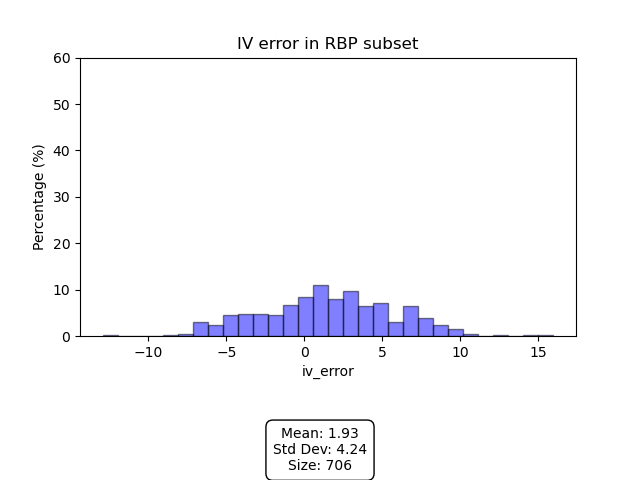 IV error in RBP subset
60
50
40
30
20
10
0
Percentage (%)
−10
−5
0
5
10
15
iv_error
Mean: 1.93
Std Dev: 4.24
Size: 706